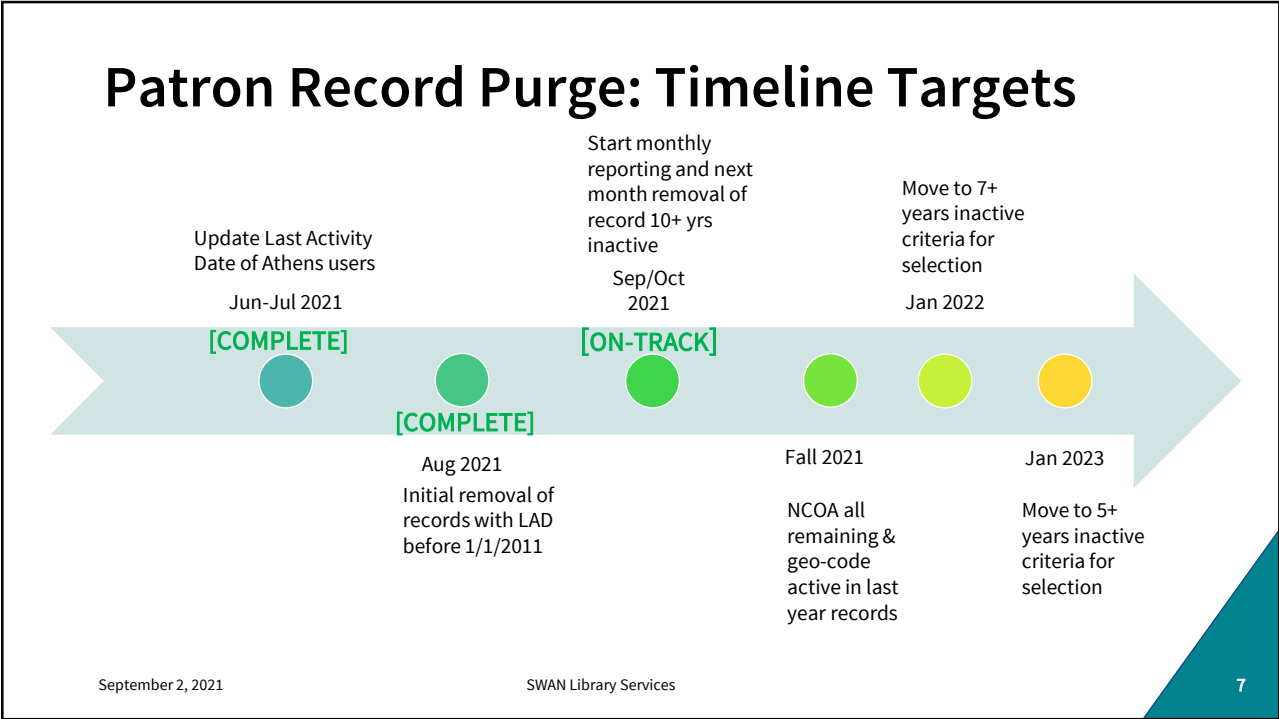 Patron Record Purge: Timeline Targets
Update Last Activity
Date of Athens users
Jun-Jul 2021
[COMPLETE]
[COMPLETE]
Aug 2021
Initial removal of
records with LAD
before 1/1/2011
Start monthly
reporting and next
month removal of
record 10+ yrs
inactive
Sep/Oct
2021
[ON-TRACK]
Fall 2021
NCOA all
remaining &
geo-code
active in last
year records
Move to 7+
years inactive
criteria for
selection
Jan 2022
Jan 2023
Move to 5+
years inactive
criteria for
selection
September 2, 2021
SWAN Library Services
7